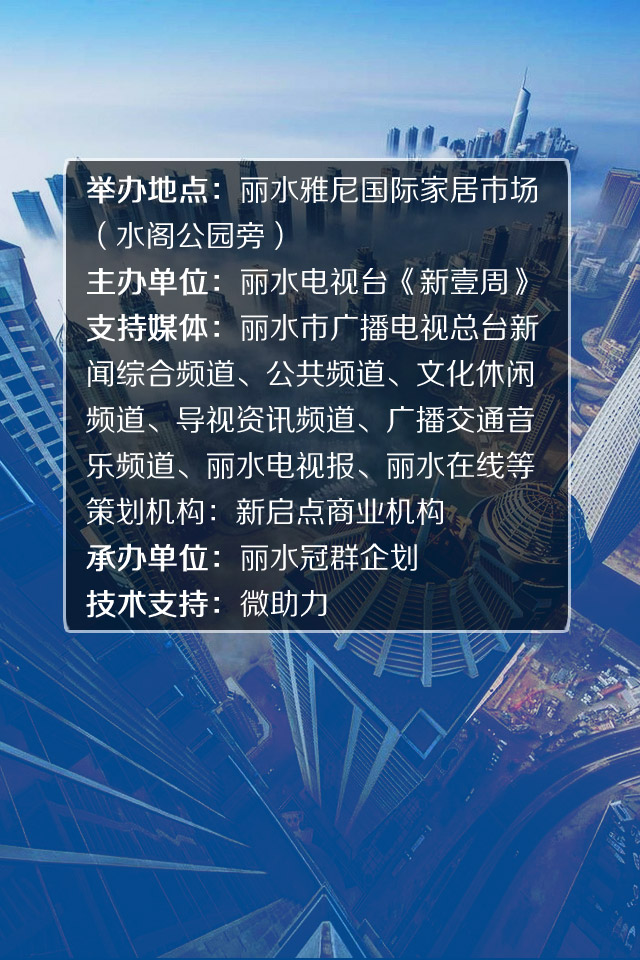 举办地点：丽水雅尼国际家居市场
（水阁公园旁）
主办单位：丽水电视台《新壹周》
支持媒体：丽水市广播电视总台新
闻综合频道、公共频道、文化休闲
频道、导视资讯频道、广播交通音
乐频道、丽水电视报、丽水在线等
策划机构：新启点商业机构
承办单位：丽水冠群企划
技术支持：微助力